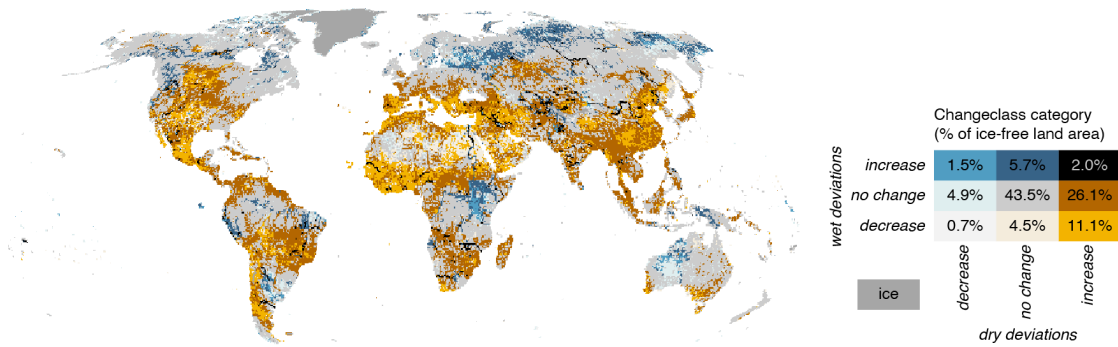 Changeclass category
(% of ice-free land area)
wet deviations
increase 1.5% 5.7% 2.0%
no change 4.9% 43.5% 26.1%
decrease 0.7% 4.5% 11.1%
decrease
no change
increase
ice
dry deviations